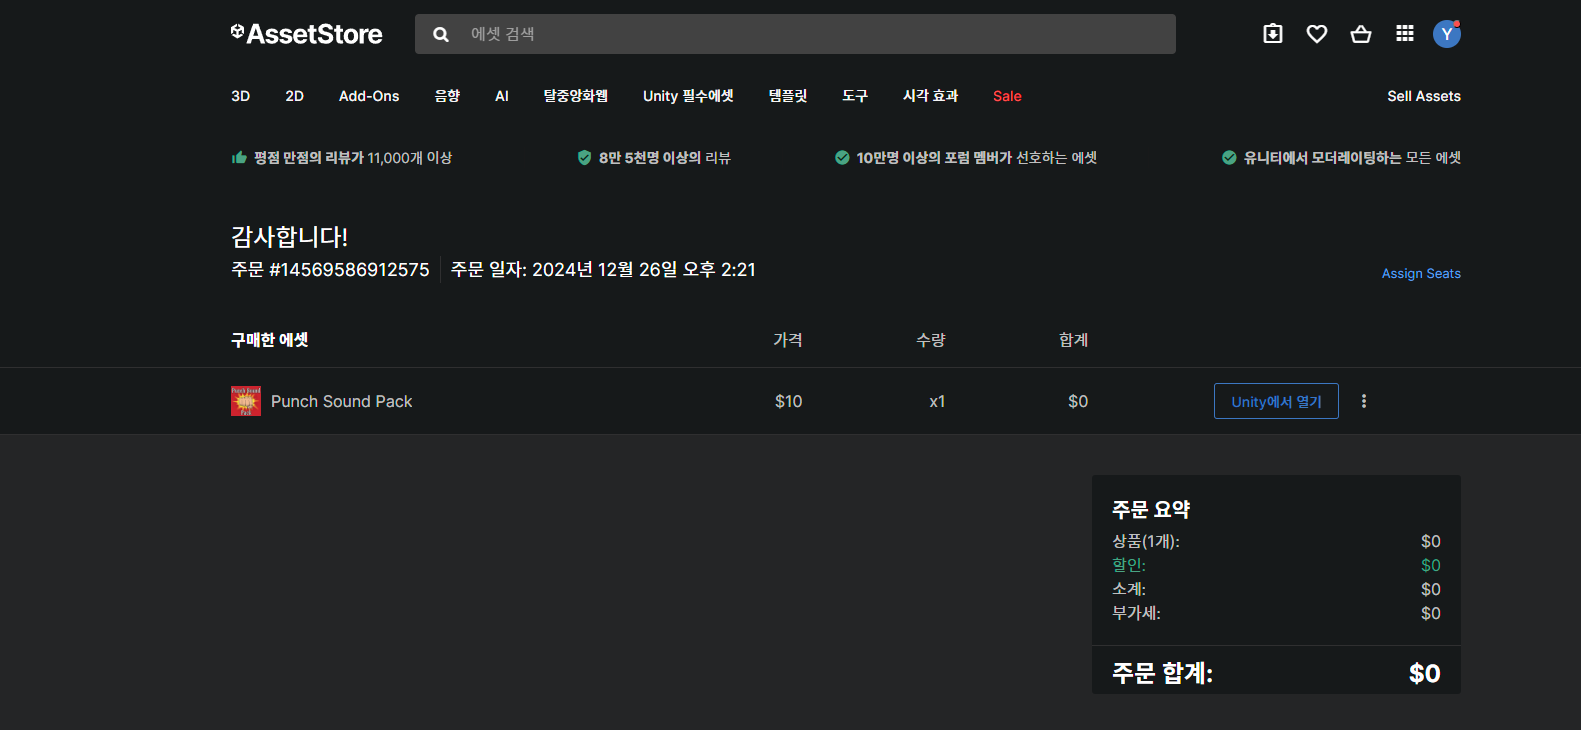 AssetStore
에셋 검색
3D 2D Add-Ons 음향 AI 탈중앙화웹 Unity 필수에셋 템플릿 도구 시각 효과 Sale Sell Assets
Y
평점 만점의 리뷰가 11,000개 이상
8만 5천명 이상의 리뷰
10만명 이상의 포럼 멤버가 선호하는 에셋
유니티에서 모더레이팅하는 모든 에셋
감사합니다!
주문 #14569586912575 주문 일자: 2024년 12월 26일 오후 2:21
Assign Seats
구매한 에셋 가격 수량 합계
Punch Sound Pack $10 x1 $0 Unity에서 열기
주문 요약
상품(1개): $0
할인: $0
소계: $0
부가세: $0
주문 합계: $0